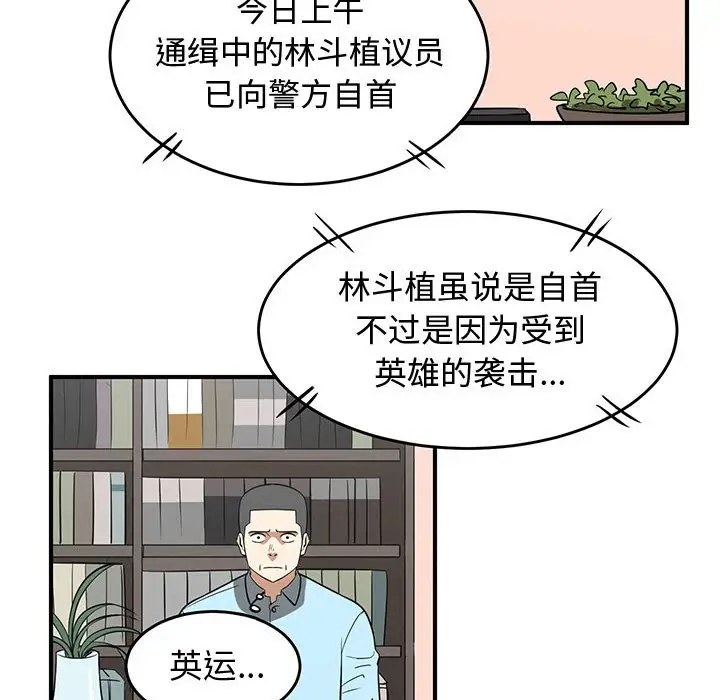 今日上午
通缉中的林斗植议员
已向警方自首
林斗植虽说是自首
不过是因为受到
英雄的袭击...
英运...